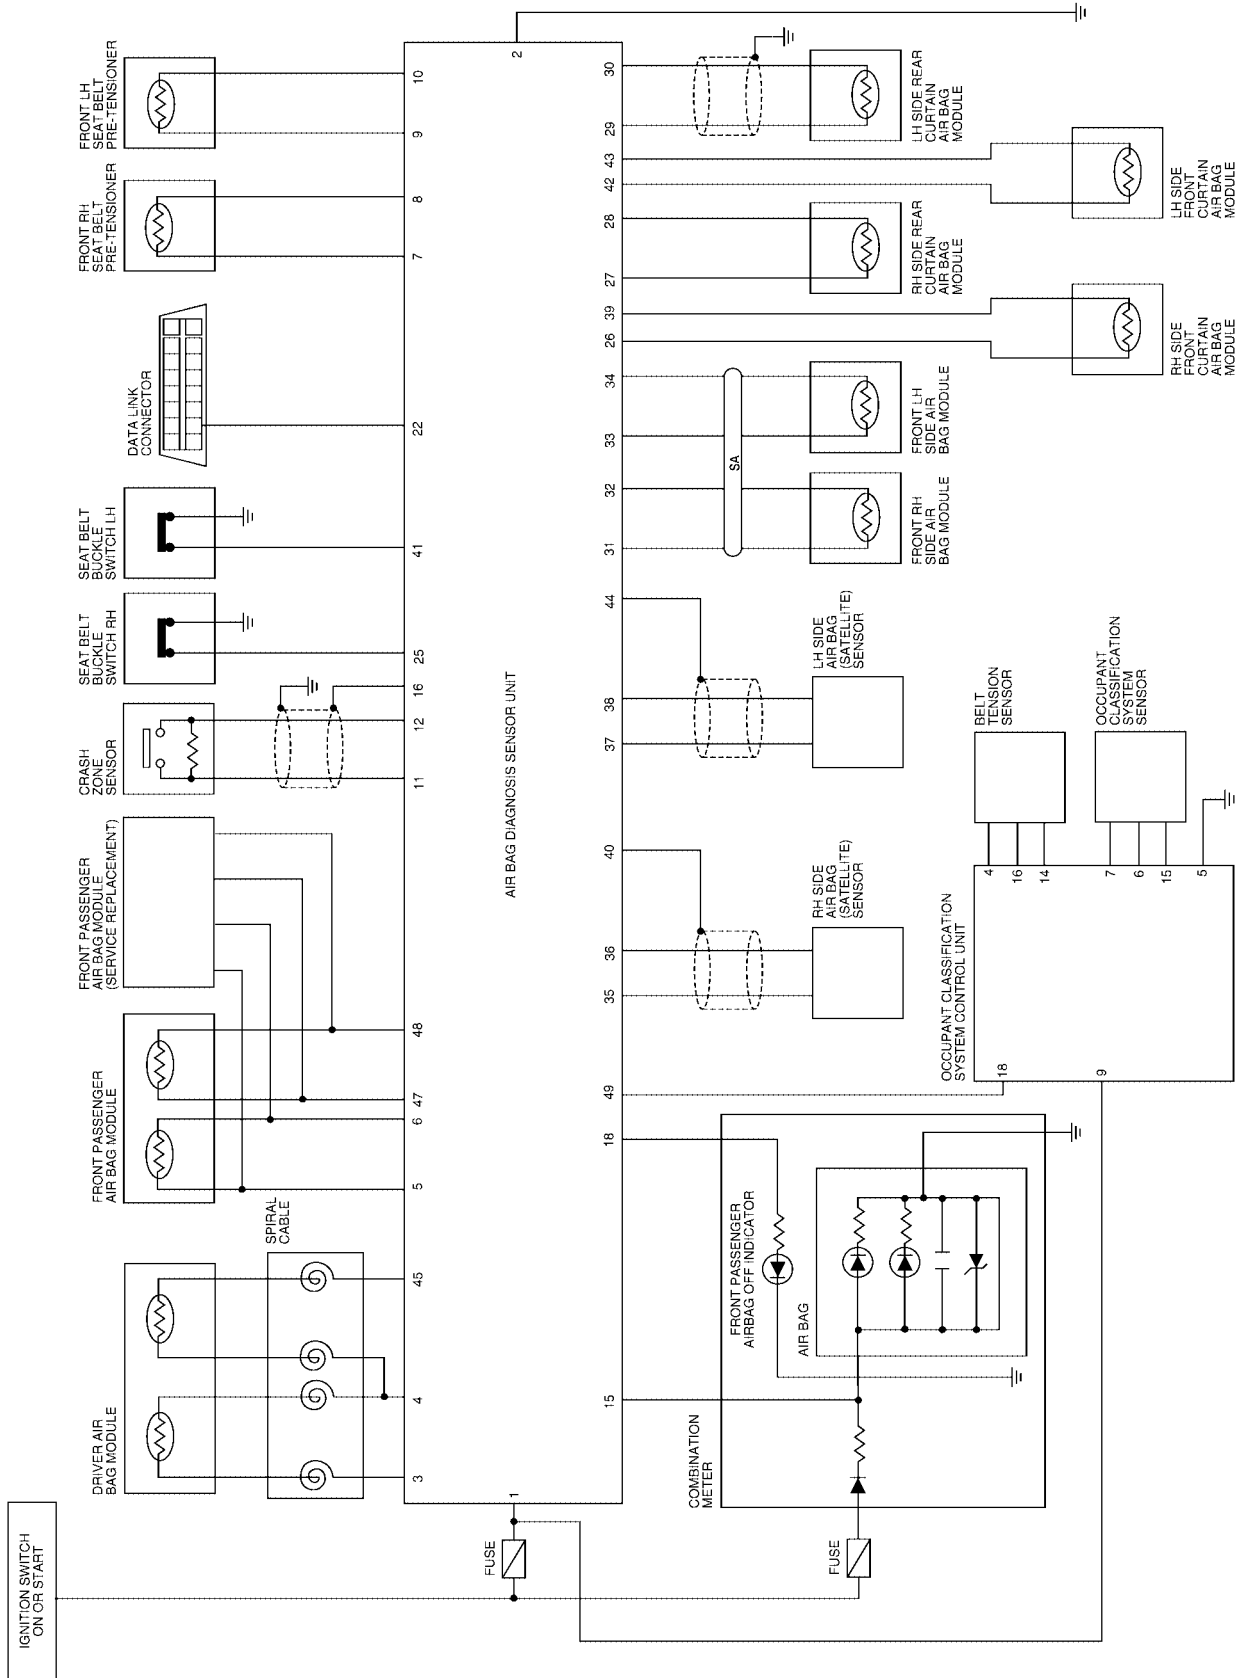 IGNITION SWITCH
ON OR START
FUSE
FUSE
DRIVER AIR
BAG MODULE
SPIRAL
CABLE
FRONT PASSENGER
AIR BAG MODULE
FRONT PASSENGER
AIR BAG MODULE
(SERVICE REPLACEMENT)
CRASH
ZONE
SENSOR
SEAT BELT
BUCKLE
SWITCH RH
SEAT BELT
BUCKLE
SWITCH LH
DATA LINK
CONNECTOR
FRONT RH
SEAT BELT
PRE-TENSIONER
FRONT LH
SEAT BELT
PRE-TENSIONER
1
3
4
45
5
6
47
48
11
12
16
25
41
22
7
8
9
10
2
AIR BAG DIAGNOSIS SENSOR UNIT
15
18
49
35
36
40
37
38
44
31
32
33
34
26
39
27
28
42
43
29
30
SA
COMBINATION
METER
FRONT PASSENGER
AIRBAG OFF INDICATOR
AIR BAG
RH SIDE
AIR BAG
(SATELLITE)
SENSOR
LH SIDE
AIR BAG
(SATELLITE)
SENSOR
FRONT RH
SIDE AIR
BAG MODULE
FRONT LH
SIDE AIR
BAG MODULE
RH SIDE REAR
CURTAIN
AIR BAG
MODULE
LH SIDE REAR
CURTAIN
AIR BAG
MODULE
OCCUPANT CLASSIFICATION
SYSTEM CONTROL UNIT
18
9
4
16
14
7
6
15
5
BELT
TENSION
SENSOR
OCCUPANT
CLASSIFICATION
SYSTEM
SENSOR
RH SIDE
FRONT
CURTAIN
AIR BAG
MODULE
LH SIDE
FRONT
CURTAIN
AIR BAG
MODULE